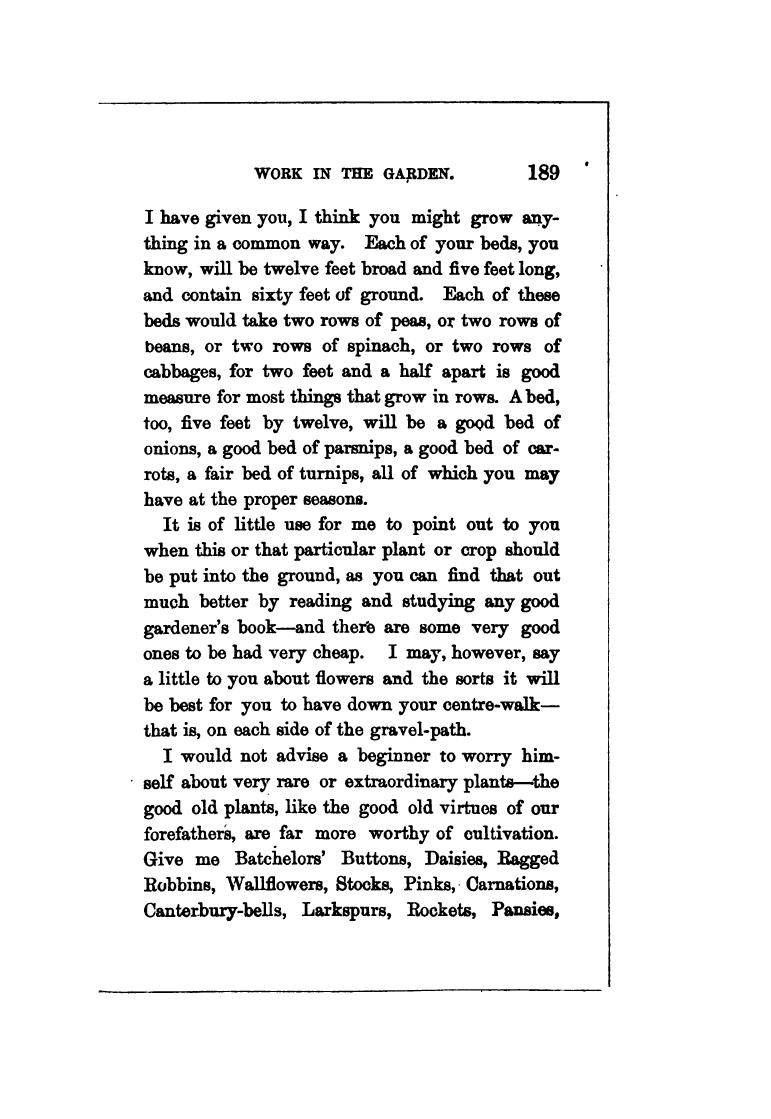 WORK IN THE GARDEN. 189
I have given you, I think you might grow any-
thing in a common way. Each of your beds, you
know, will be twelve feet broad and five feet long,
and contain sixty feet of ground. Each of these
beds would take two rows of peas, or two rows of
beans, or two rows of spinach, or two rows of
cabbages, for two feet and a half apart is good
measure for most things that grow in rows. A bed,
too, five feet by twelve, will be a good bed of
onions, a good bed of parsnips, a good bed of car-
rots, a fair bed of turnips, all of which you may
have at the proper seasons.
It is of little use for me to point out to you
when this or that particular plant or crop should
be put into the ground, as you can find that out
much better by reading and studying any good
gardener's book—and there are some very good
ones to be had very cheap. I may, however, say
a little to you about flowers and the sorts it will
be best for you to have down your centre-walk—
that is, on each side of the gravel-path.
I would not advise a beginner to worry him-
self about very rare or extraordinary plants—the
good old plants, like the good old virtues of our
forefathers, are far more worthy of cultivation.
Give me Batchelors' Buttons, Daisies, Ragged
Robbins, Wallflowers, Stocks, Pinks, Carnations,
Canterbury-bells, Larkspurs, Rockets, Pansies,